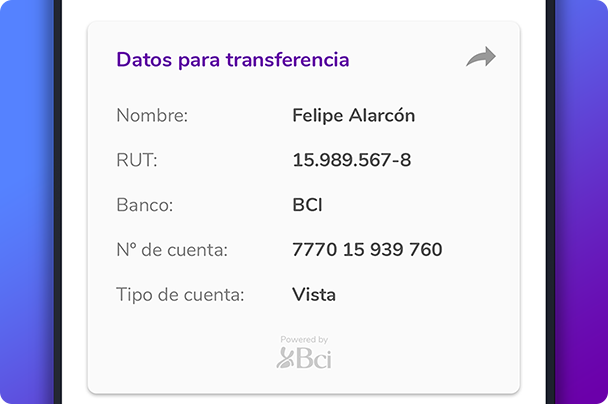 Datos para transferencia
Nombre: Felipe Alarcón
RUT: 15.989.567-8
Banco: BCI
Nº de cuenta: 7770 15 939 760
Tipo de cuenta: Vista
Powered by
Bci